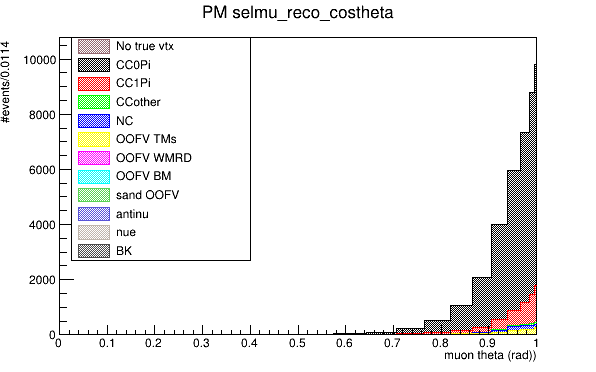 PM selmu_reco_costheta
#events/0.0114
10000
8000
6000
4000
2000
0
No true vtx
CC0Pi
CC1Pi
CCother
NC
OOFV TMs
OOFV WMRD
OOFV BM
sand OOFV
antinu
nue
BK
0 0.1 0.2 0.3 0.4 0.5 0.6 0.7 0.8 0.9 1
muon theta (rad))